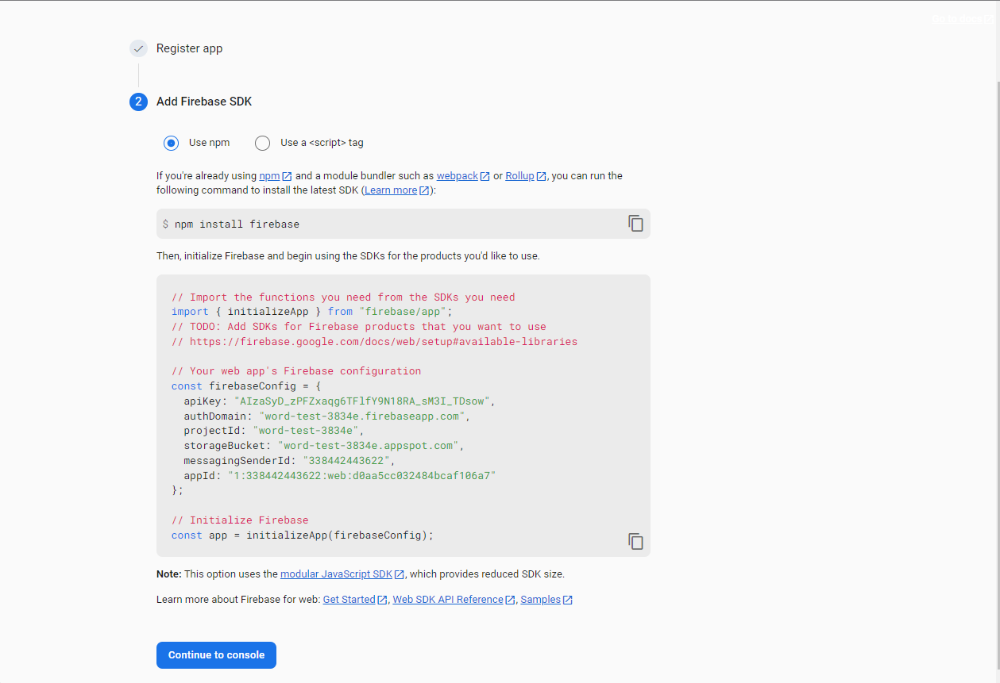 Go to docs
Register app
2 Add Firebase SDK
Use npm Use a <script> tag
If you're already using npm and a module bundler such as webpack or Rollup, you can run the
following command to install the latest SDK (Learn more):
$ npm install firebase
Then, initialize Firebase and begin using the SDKs for the products you'd like to use.
// Import the functions you need from the SDKs you need
import { initializeApp } from "firebase/app";
// TODO: Add SDKs for Firebase products that you want to use
// https://firebase.google.com/docs/web/setup#available-libraries
// Your web app's Firebase configuration
const firebaseConfig = {
  apiKey: "AIzaSyD_zPFZxaqg6TFlfY9N18RA_sM3I_TDsow",
  authDomain: "word-test-3834e.firebaseapp.com",
  projectId: "word-test-3834e",
  storageBucket: "word-test-3834e.appspot.com",
  messagingSenderId: "338442443622",
  appId: "1:338442443622:web:d0aa5cc032484bcaf106a7"
};
// Initialize Firebase
const app = initializeApp(firebaseConfig);
Note: This option uses the modular JavaScript SDK, which provides reduced SDK size.
Learn more about Firebase for web: Get Started, Web SDK API Reference, Samples
Continue to console